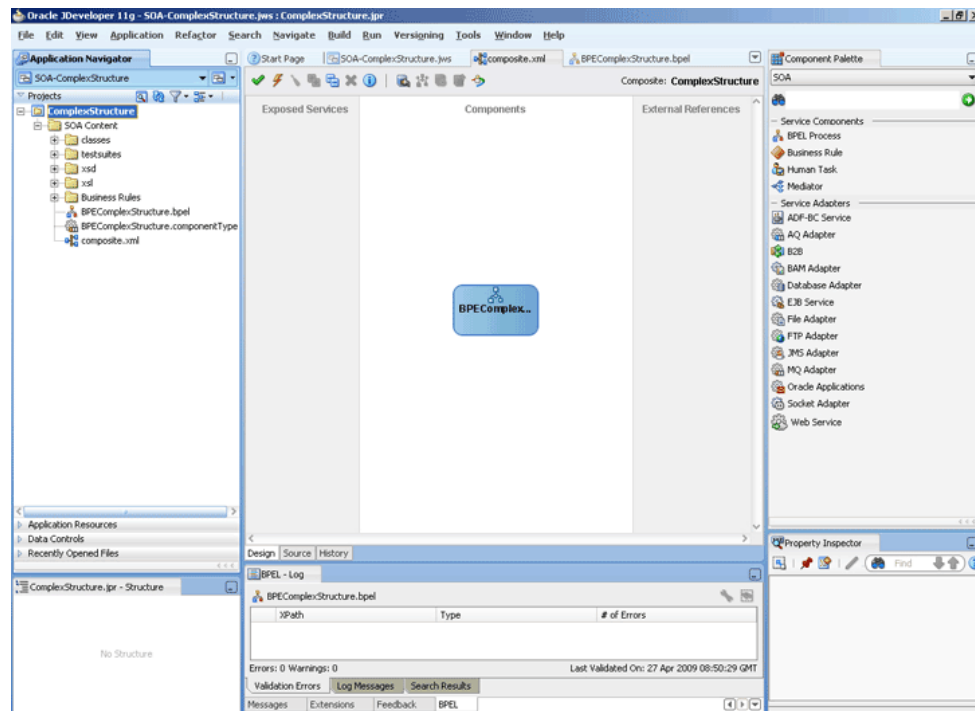 Oracle JDeveloper 11g - SOA-ComplexStructure.jws : ComplexStructure.jpr
File Edit View Application Refactor Search Navigate Build Run Versioning Tools Window Help
Application Navigator
SOA-ComplexStructure
Projects
ComplexStructure
SOA Content
classes
testsuites
xsd
xsl
Business Rules
BPEComplexStructure.bpel
BPEComplexStructure.componentType
composite.xml
Application Resources
Data Controls
Recently Opened Files
ComplexStructure.jpr - Structure
No Structure
Start Page SOA-ComplexStructure.jws composite.xml BPEComplexStructure.bpel
Composite: ComplexStructure
Exposed Services Components External References
BPEComplex...
Design Source History
BPEL - Log
BPEComplexStructure.bpel
XPath Type # of Errors
Errors: 0 Warnings: 0 Last Validated On: 27 Apr 2009 08:50:29 GMT
Validation Errors Log Messages Search Results
Messages Extensions Feedback BPEL
Component Palette
SOA
Service Components
BPEL Process
Business Rule
Human Task
Mediator
Service Adapters
ADF-BC Service
AQ Adapter
B2B
BAM Adapter
Database Adapter
EJB Service
File Adapter
FTP Adapter
JMS Adapter
MQ Adapter
Oracle Applications
Socket Adapter
Web Service
Property Inspector
Find